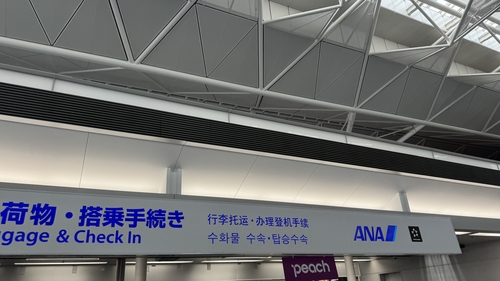 荷物・搭乗手続き
ggage & Check In
行李托运・办理登机手续
수화물 수속・탑승수속
ANA
peach